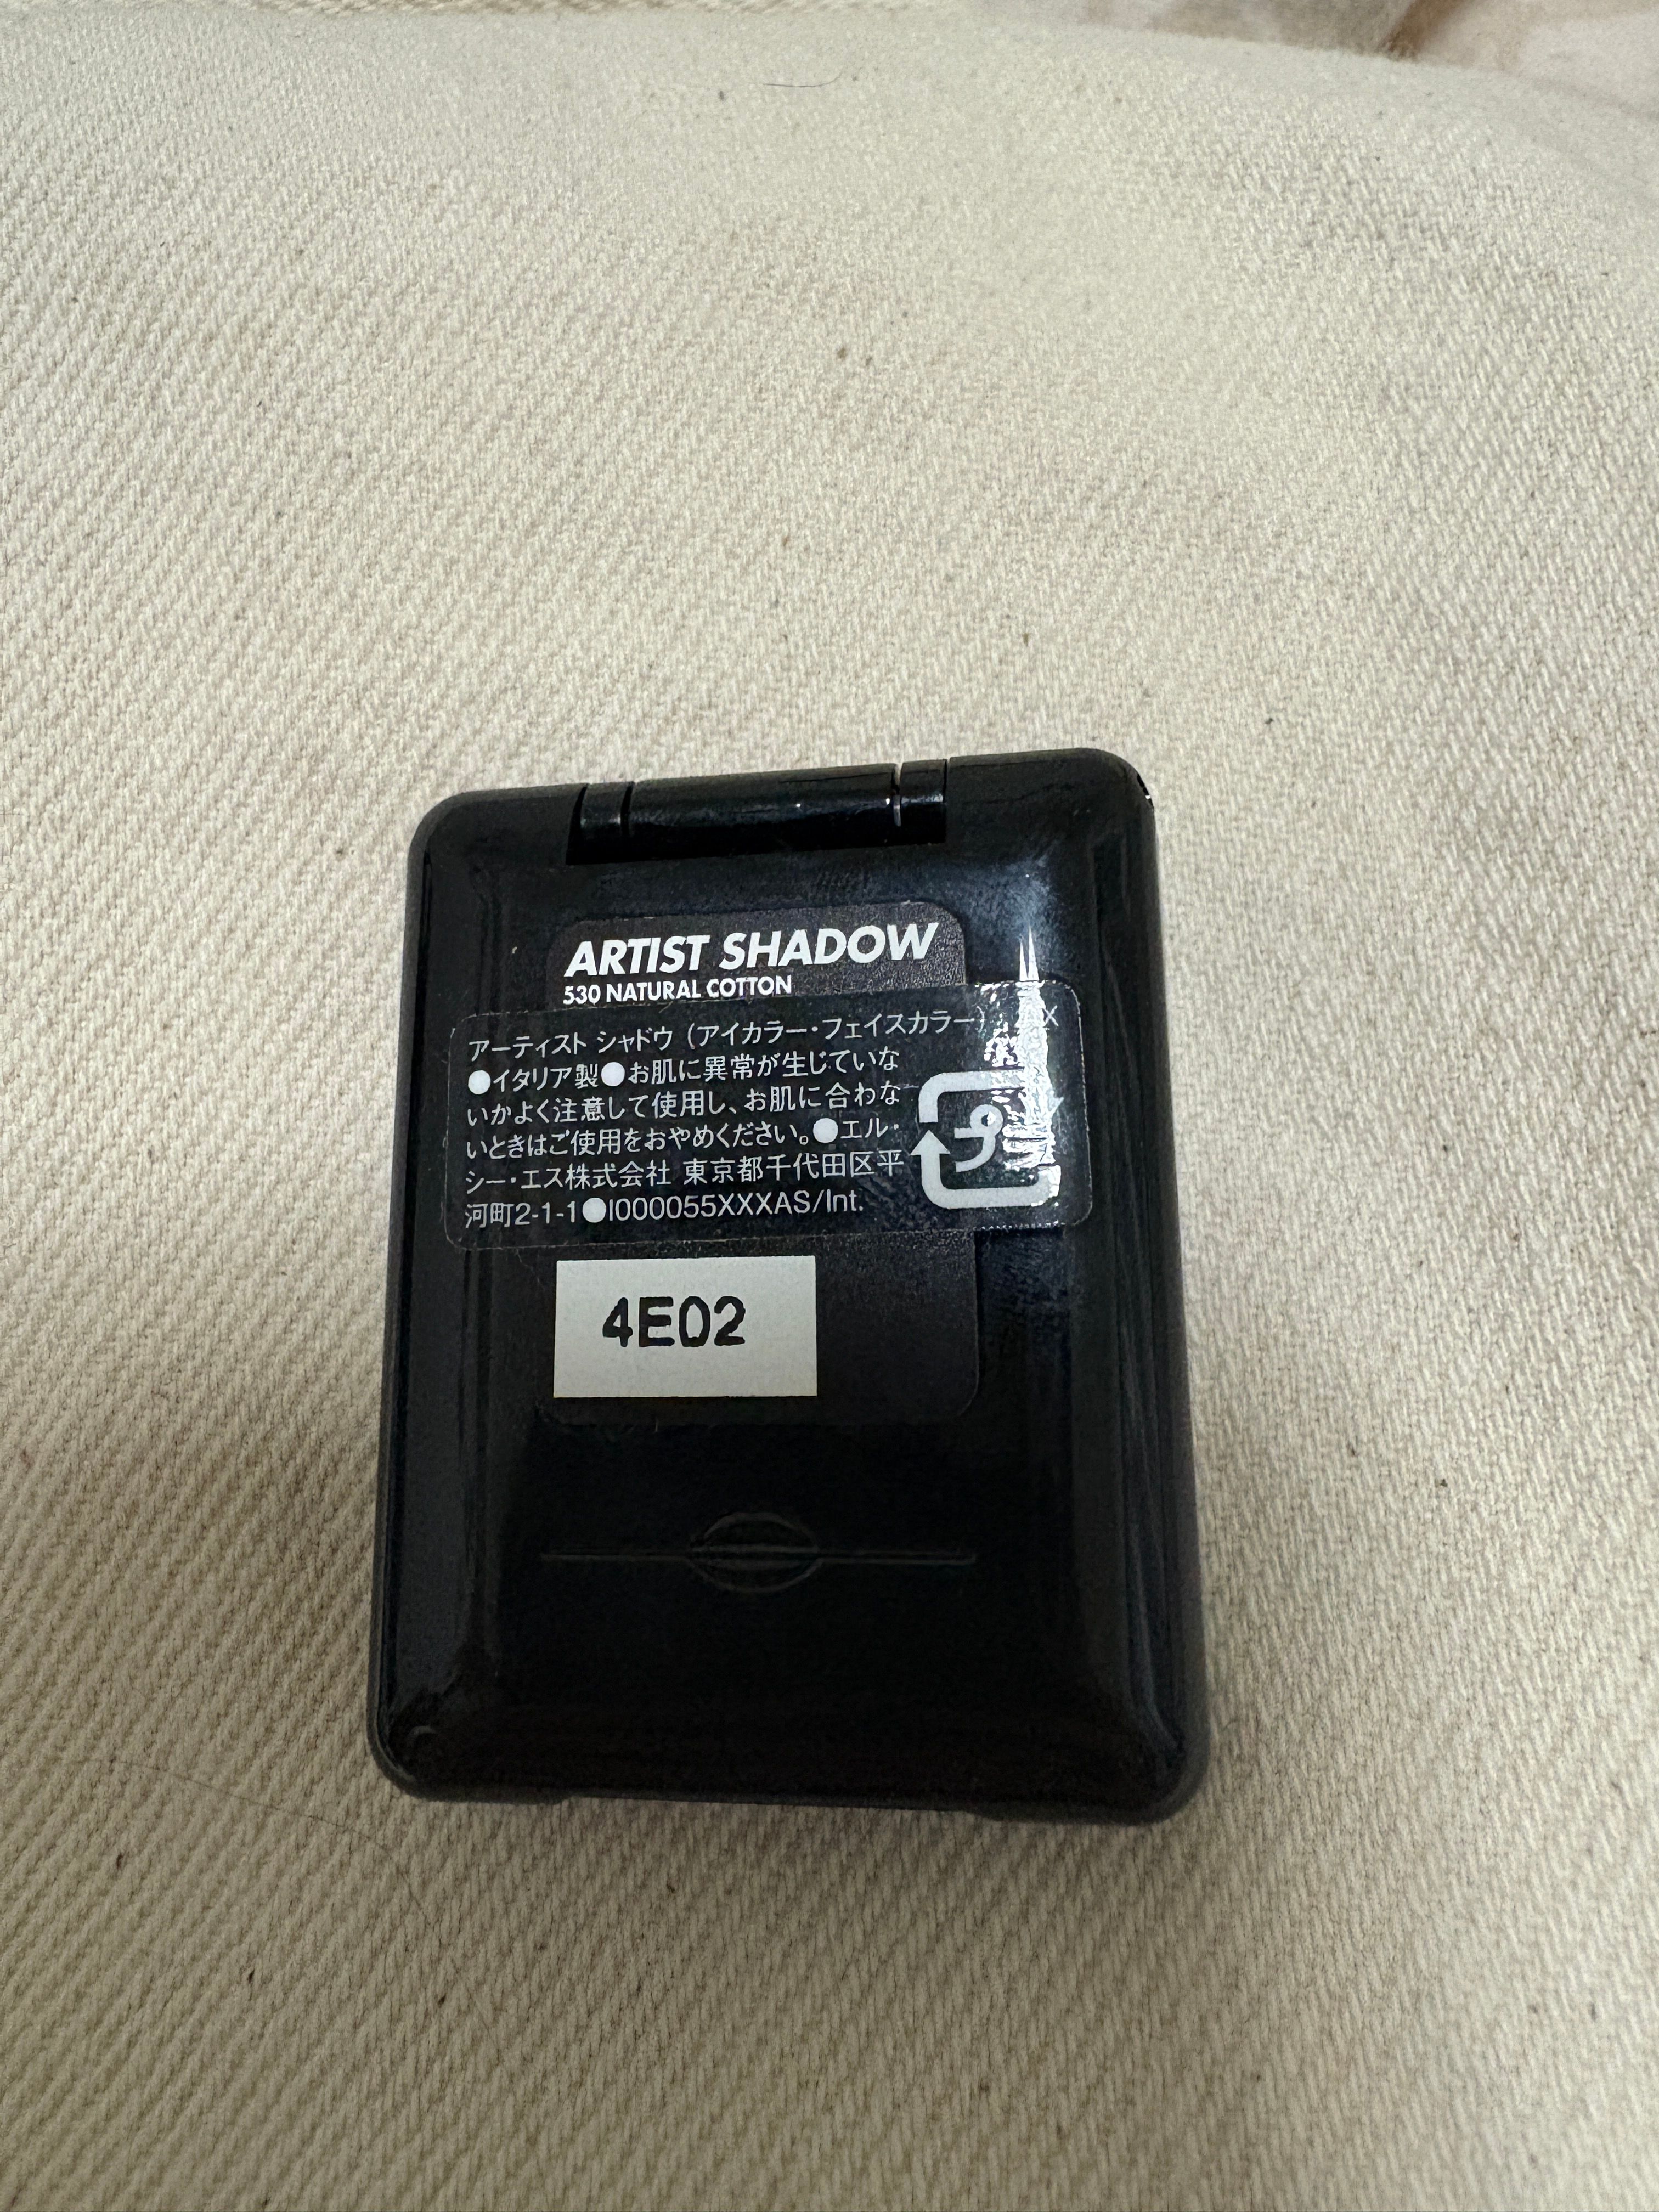 ARTIST SHADOW
530 NATURAL COTTON
アーティスト シャドウ (アイカラー・フェイスカラー)
●イタリア製●お肌に異常が生じていな
いかよく注意して使用し、お肌に合わな
いときはご使用をおやめください。●エル・
シー・エス株式会社 東京都千代田区平
河町2-1-1●I000055XXXAS/Int.
プラ
4E02